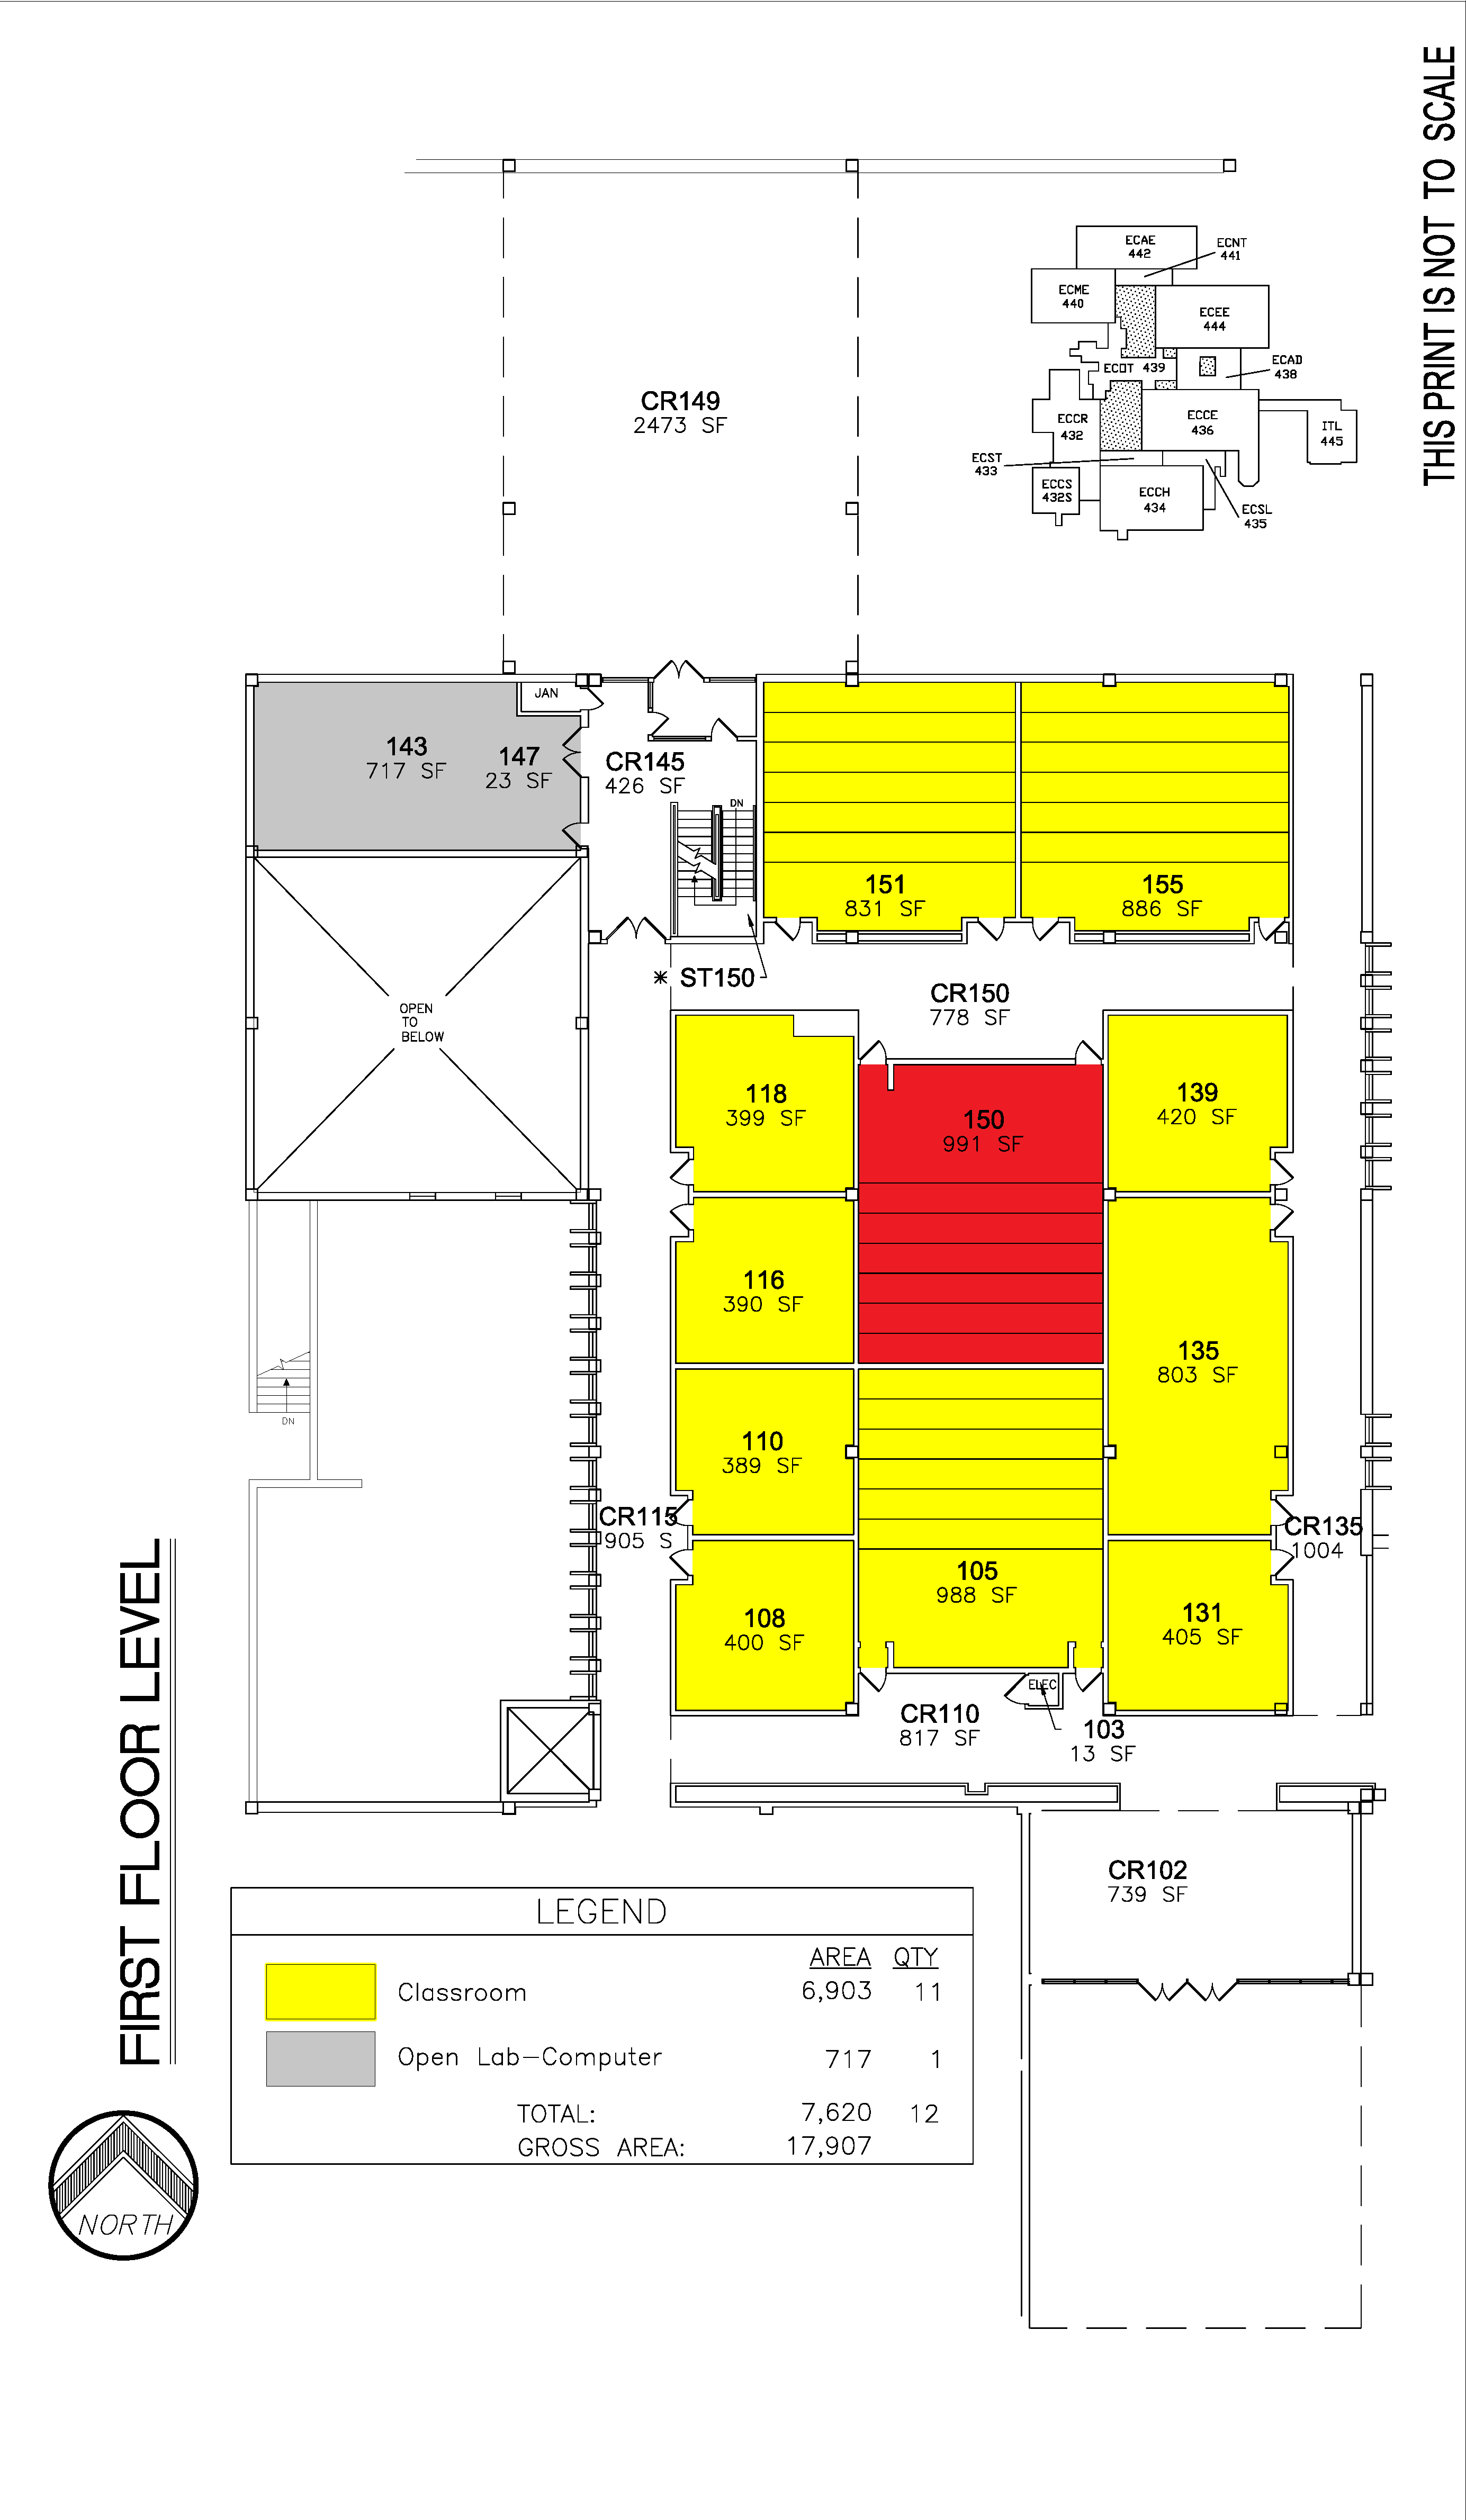 THIS PRINT IS NOT TO SCALE
ECAE
442
ECNT
441
ECME
440
ECEE
444
ECAD
438
ECOT 439
ECCR
432
ECCE
436
ITL
445
ECST
433
ECCS
432S
ECCH
434
ECSL
435
CR149
2473 SF
JAN
143
717 SF
147
23 SF
CR145
426 SF
DN
151
831 SF
155
886 SF
* ST150
CR150
778 SF
OPEN
TO
BELOW
118
399 SF
150
991 SF
139
420 SF
116
390 SF
135
803 SF
DN
110
389 SF
CR115
905 S
CR135
1004
105
988 SF
108
400 SF
131
405 SF
ELEC
CR110
817 SF
103
13 SF
CR102
739 SF
FIRST FLOOR LEVEL
LEGEND
AREA QTY
Classroom 6,903 11
Open Lab-Computer 717 1
TOTAL: 7,620 12
GROSS AREA: 17,907
NORTH